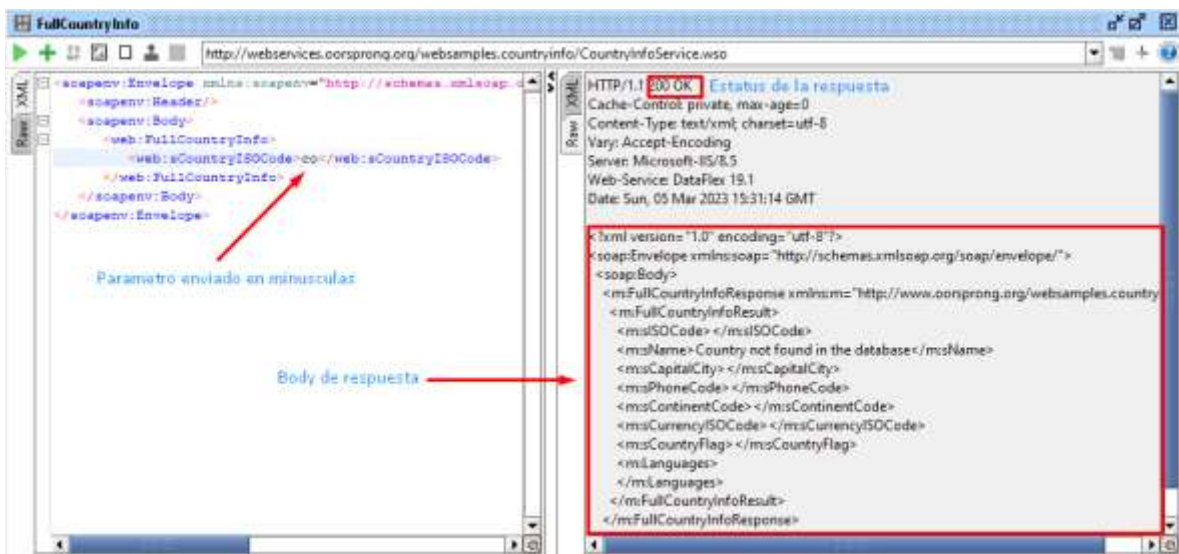 FullCountryInfo
http://webservices.oorsprong.org/websamples.countryinfo/CountryInfoService.wso
XML
Raw
<soapenv:Envelope xmlns:soapenv="http://schemas.xmlsoap.o
<soapenv:Header/>
<soapenv:Body>
<web:FullCountryInfo>
<web:sCountryISOCode>co</web:sCountryISOCode>
</web:FullCountryInfo>
</soapenv:Body>
</soapenv:Envelope>
Parametro enviado en minusculas
Body de respuesta
XML
Raw
HTTP/1.1 200 OK Estatus de la respuesta
Cache-Control: private, max-age=0
Content-Type: text/xml; charset=utf-8
Vary: Accept-Encoding
Server: Microsoft-IIS/8.5
Web-Service: DataFlex 19.1
Date: Sun, 05 Mar 2023 15:31:14 GMT
<?xml version="1.0" encoding="utf-8"?>
<soap:Envelope xmlns:soap="http://schemas.xmlsoap.org/soap/envelope/">
<soap:Body>
<m:FullCountryInfoResponse xmlns:m="http://www.oorsprong.org/websamples.country
<m:FullCountryInfoResult>
<m:sISOCode></m:sISOCode>
<m:sName>Country not found in the database</m:sName>
<m:sCapitalCity></m:sCapitalCity>
<m:sPhoneCode></m:sPhoneCode>
<m:sContinentCode></m:sContinentCode>
<m:sCurrencyISOCode></m:sCurrencyISOCode>
<m:sCountryFlag></m:sCountryFlag>
<m:Languages>
</m:Languages>
</m:FullCountryInfoResult>
</m:FullCountryInfoResponse>